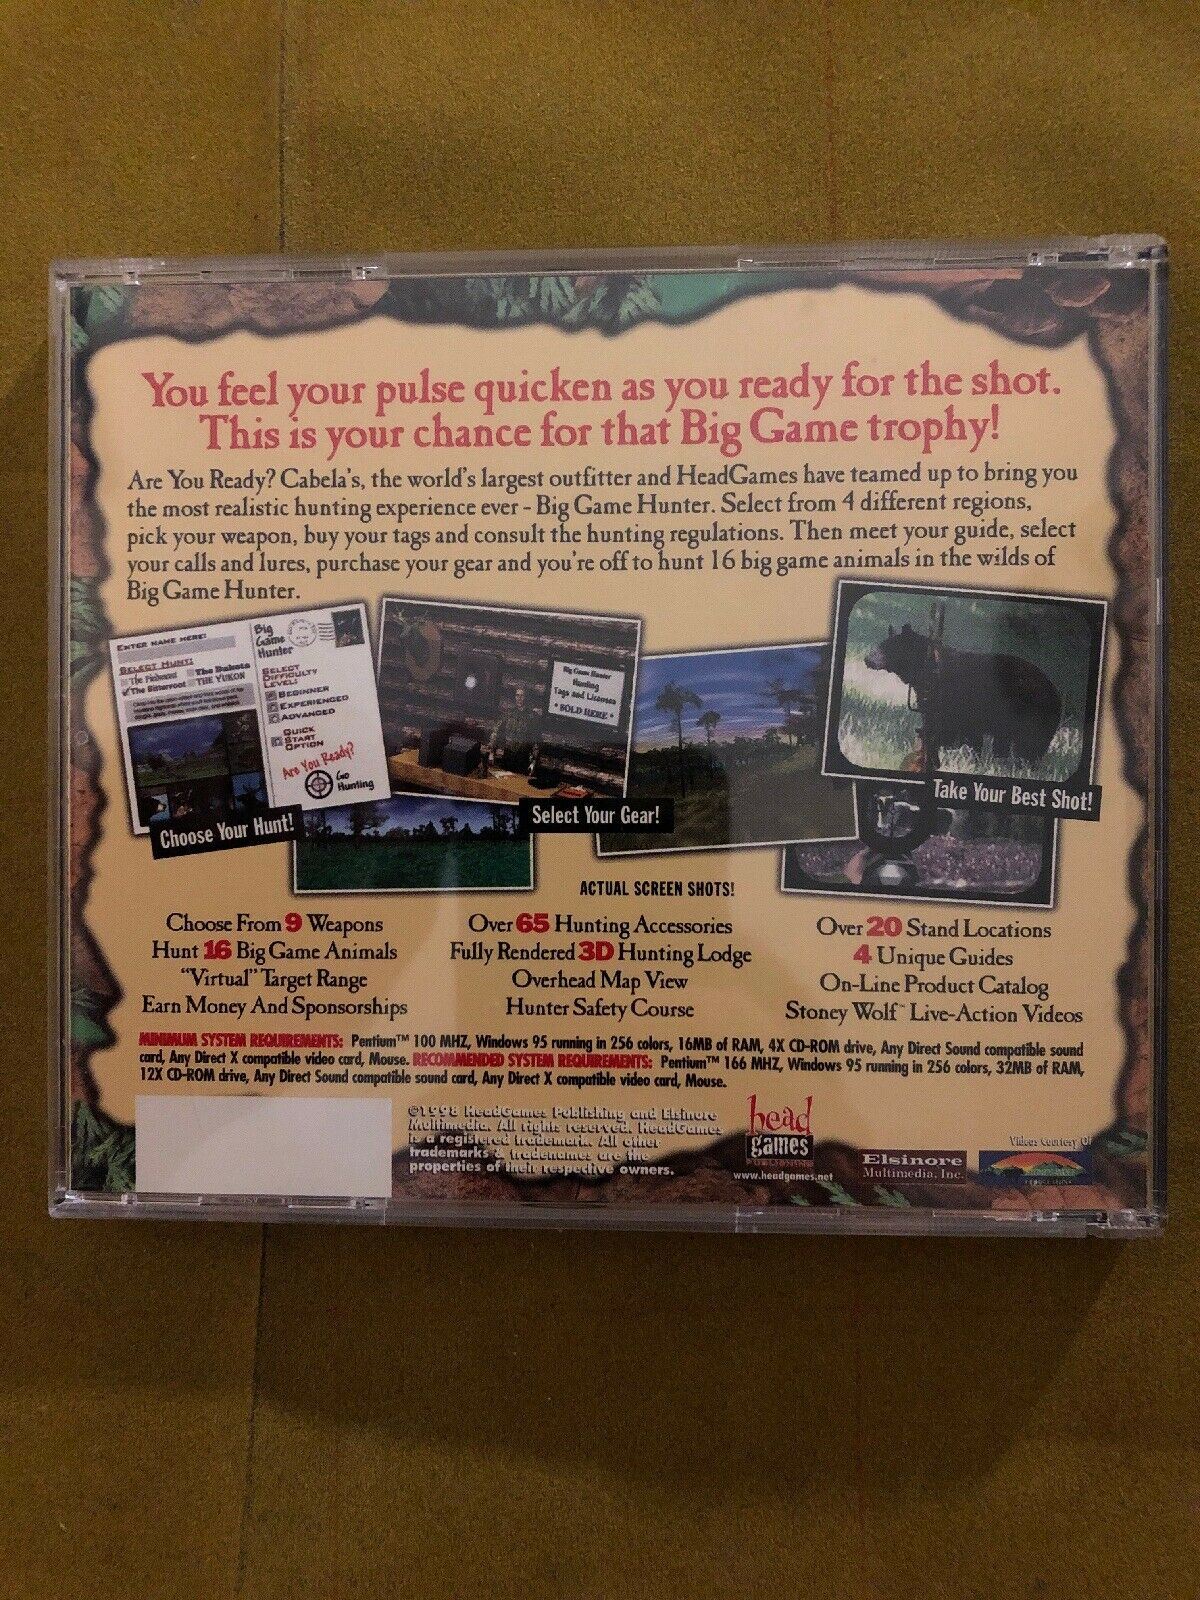 You feel your pulse quicken as you ready for the shot.
This is your chance for that Big Game trophy!
Are You Ready? Cabela's, the world's largest outfitter and HeadGames have teamed up to bring you
the most realistic hunting experience ever - Big Game Hunter. Select from 4 different regions,
pick your weapon, buy your tags and consult the hunting regulations. Then meet your guide, select
your calls and lures, purchase your gear and you're off to hunt 16 big game animals in the wilds of
Big Game Hunter.
ENTER NAME HERE:
SELECT HUNT:
The Piedmont
The Dakota
The Bitterroot
THE YUKON
Big
Game
Hunter
SELECT
DIFFICULTY
LEVEL:
BEGINNER
EXPERIENCED
ADVANCED
QUICK
START
OPTION
Are You Ready?
Go
Hunting
Choose Your Hunt!
Big Game Hunter
Hunting
Tags and Licenses
* SOLD HERE *
Select Your Gear!
Take Your Best Shot!
ACTUAL SCREEN SHOTS!
Choose From 9 Weapons
Hunt 16 Big Game Animals
"Virtual" Target Range
Earn Money And Sponsorships
Over 65 Hunting Accessories
Fully Rendered 3D Hunting Lodge
Overhead Map View
Hunter Safety Course
Over 20 Stand Locations
4 Unique Guides
On-Line Product Catalog
Stoney Wolf™ Live-Action Videos
MINIMUM SYSTEM REQUIREMENTS: Pentium™ 100 MHZ, Windows 95 running in 256 colors, 16MB of RAM, 4X CD-ROM drive, Any Direct Sound compatible sound
card, Any Direct X compatible video card, Mouse. RECOMMENDED SYSTEM REQUIREMENTS: Pentium™ 166 MHZ, Windows 95 running in 256 colors, 32MB of RAM,
12X CD-ROM drive, Any Direct Sound compatible sound card, Any Direct X compatible video card, Mouse.
©1998 HeadGames Publishing and Elsinore
Multimedia. All rights reserved. HeadGames
is a registered trademark. All other
trademarks & tradenames are the
properties of their respective owners.
head
games
PUBLISHING
www.headgames.net
Elsinore
Multimedia, Inc.
Videos Courtesy Of